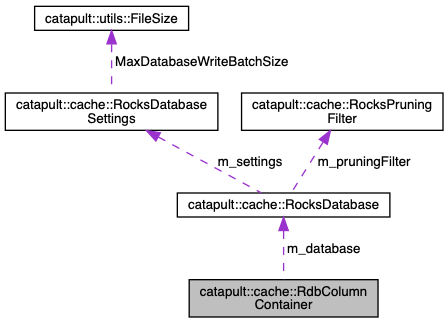 catapult::utils::FileSize
MaxDatabaseWriteBatchSize
catapult::cache::RocksDatabase
Settings
catapult::cache::RocksPruning
Filter
m_settings
m_pruningFilter
catapult::cache::RocksDatabase
m_database
catapult::cache::RdbColumn
Container